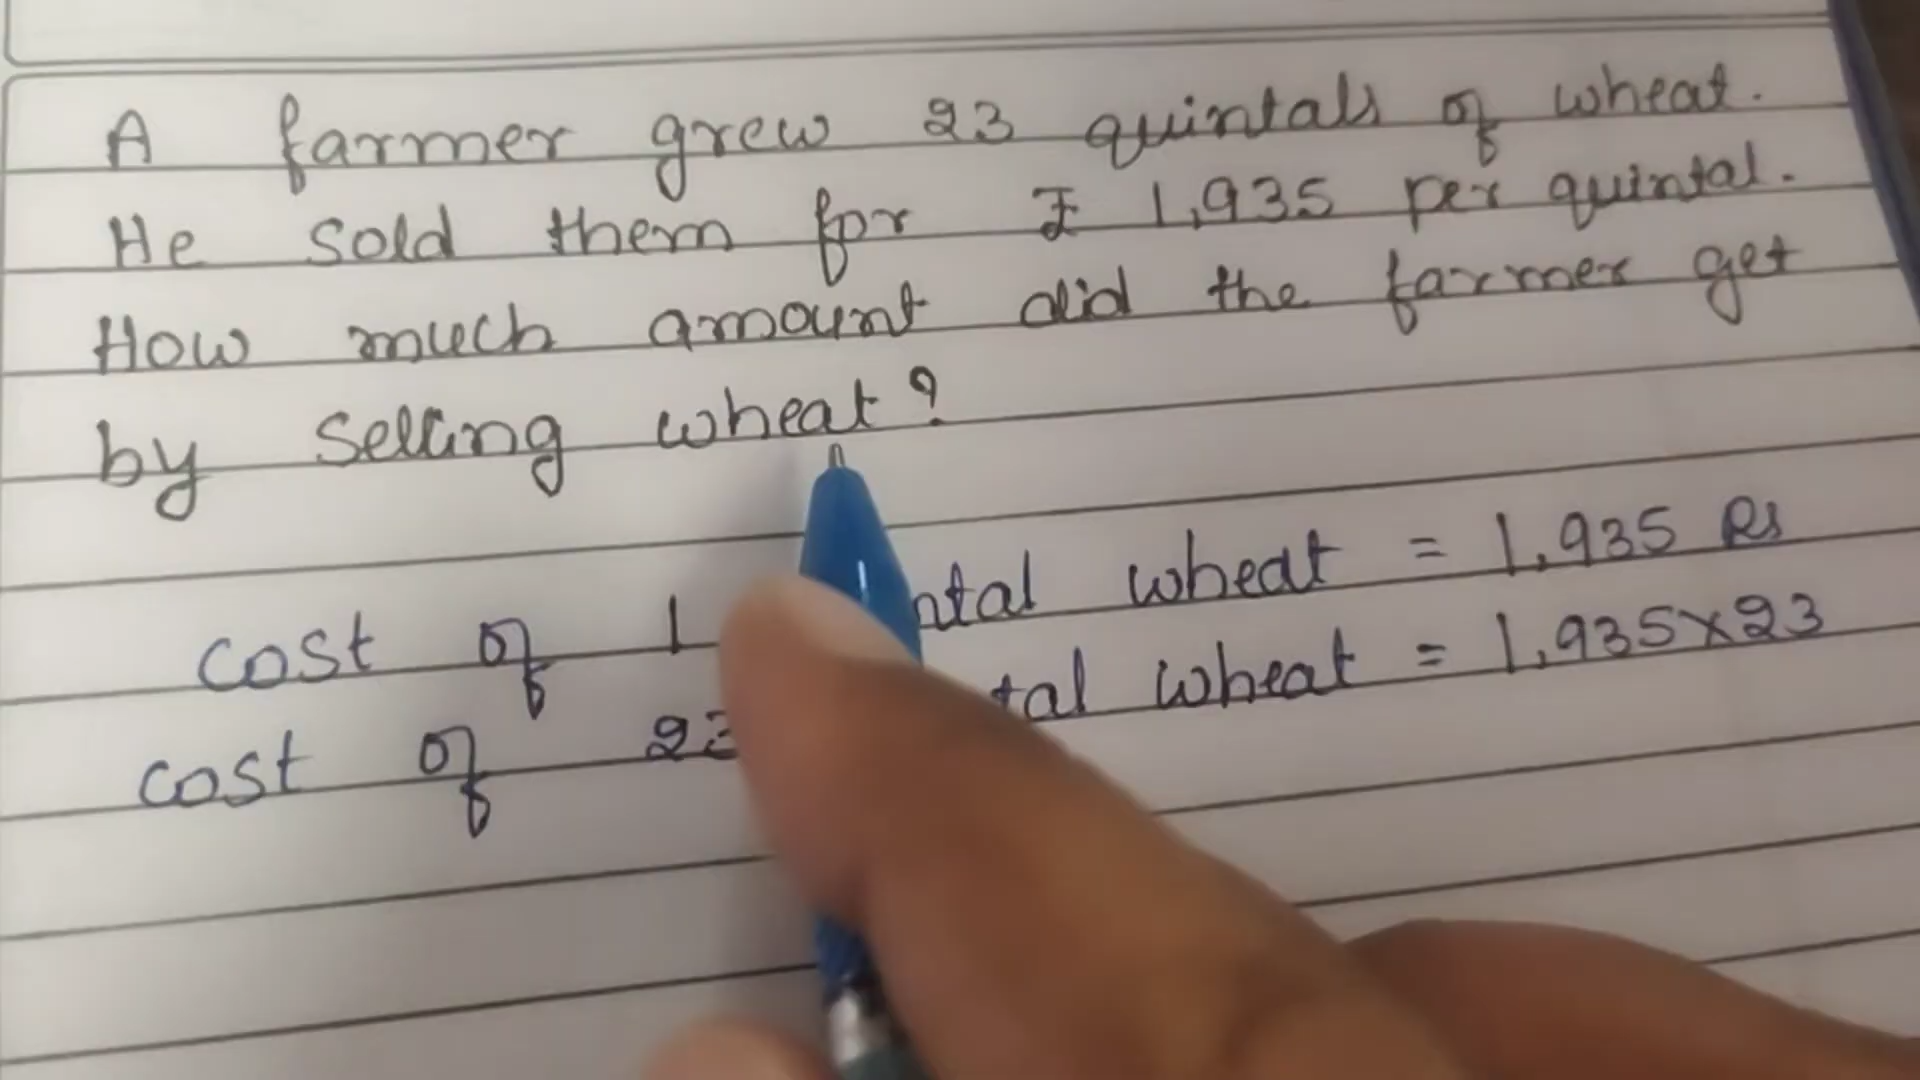 A farmer grew 23 quintals of wheat.
He sold them for ₹ 1,935 per quintal.
How much amount did the farmer get
by selling wheat?
cost of 1 ntal wheat = 1,935 Rs
cost of 23 tal wheat = 1,935×23